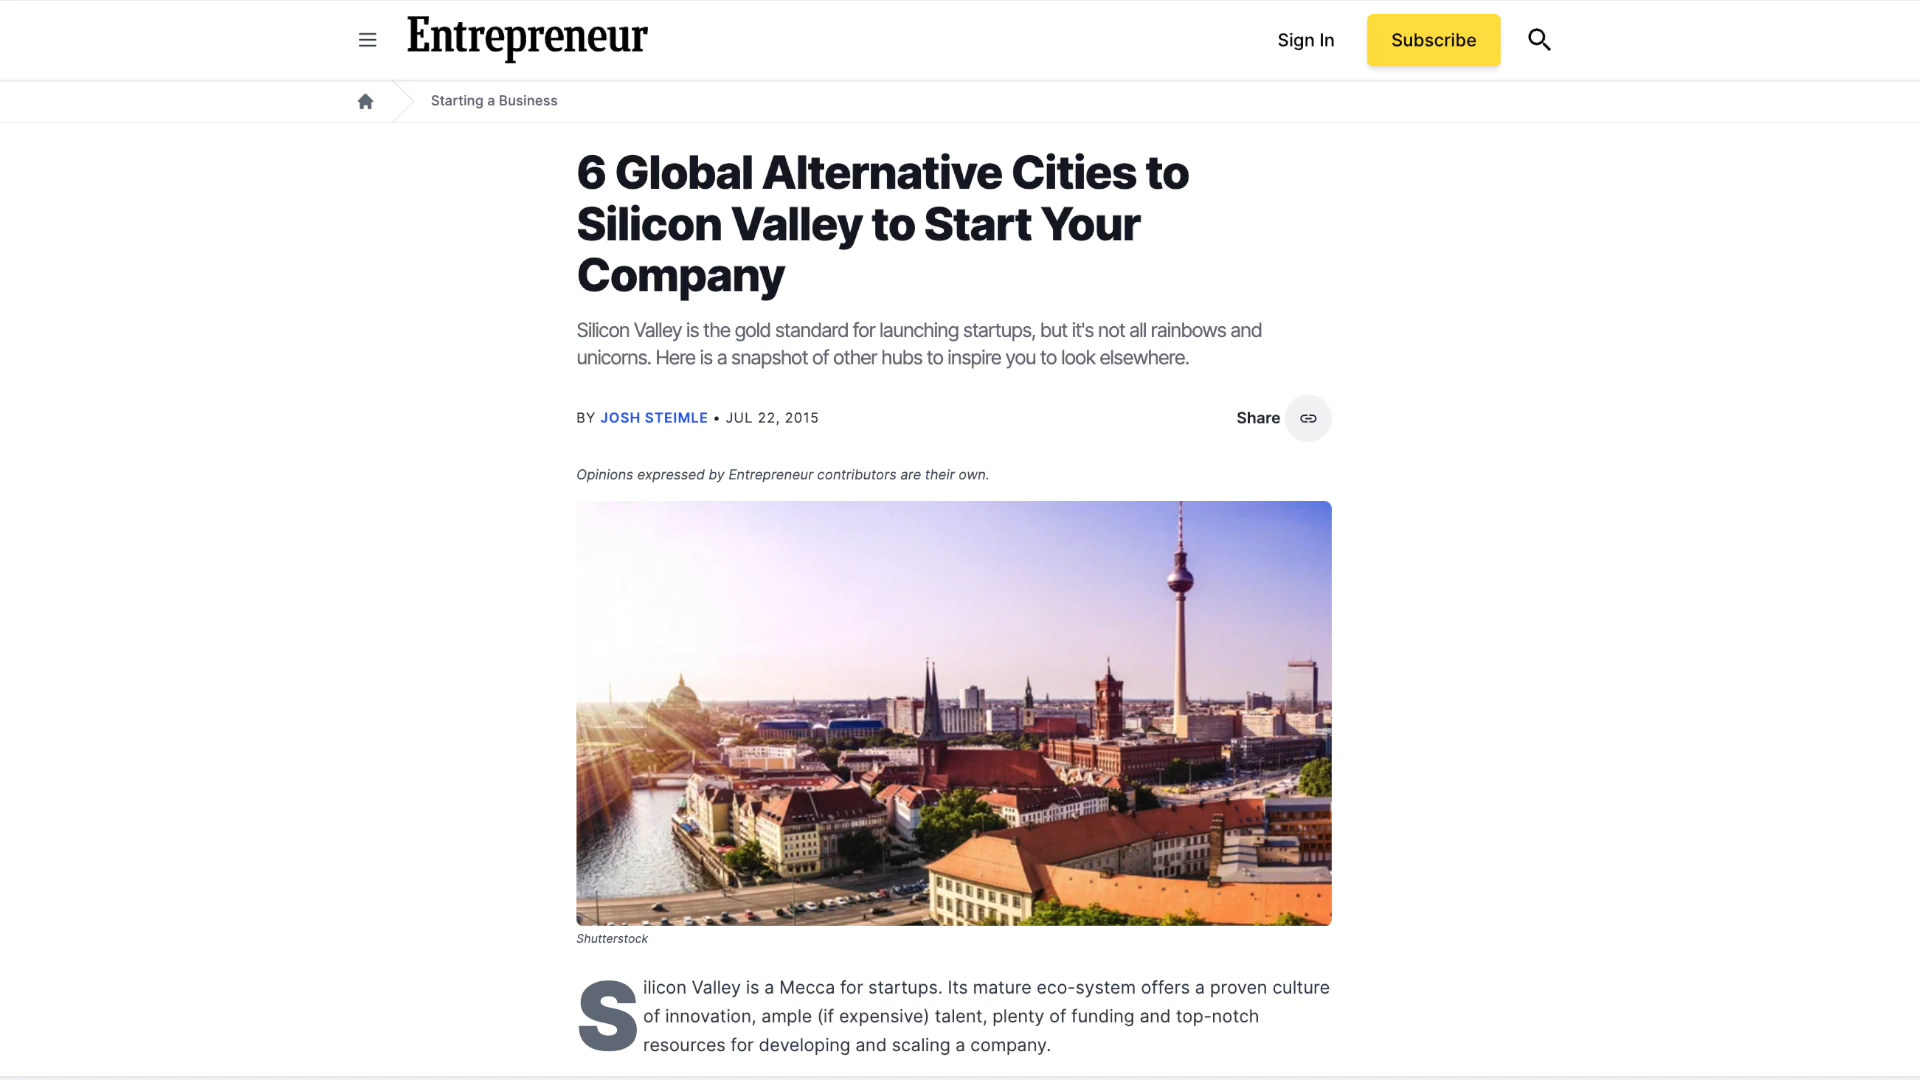 Entrepreneur
Sign In
Subscribe
Starting a Business
6 Global Alternative Cities to
Silicon Valley to Start Your
Company
Silicon Valley is the gold standard for launching startups, but it's not all rainbows and
unicorns. Here is a snapshot of other hubs to inspire you to look elsewhere.
BY JOSH STEIMLE • JUL 22, 2015
Share
Opinions expressed by Entrepreneur contributors are their own.
Shutterstock
Silicon Valley is a Mecca for startups. Its mature eco-system offers a proven culture
of innovation, ample (if expensive) talent, plenty of funding and top-notch
resources for developing and scaling a company.